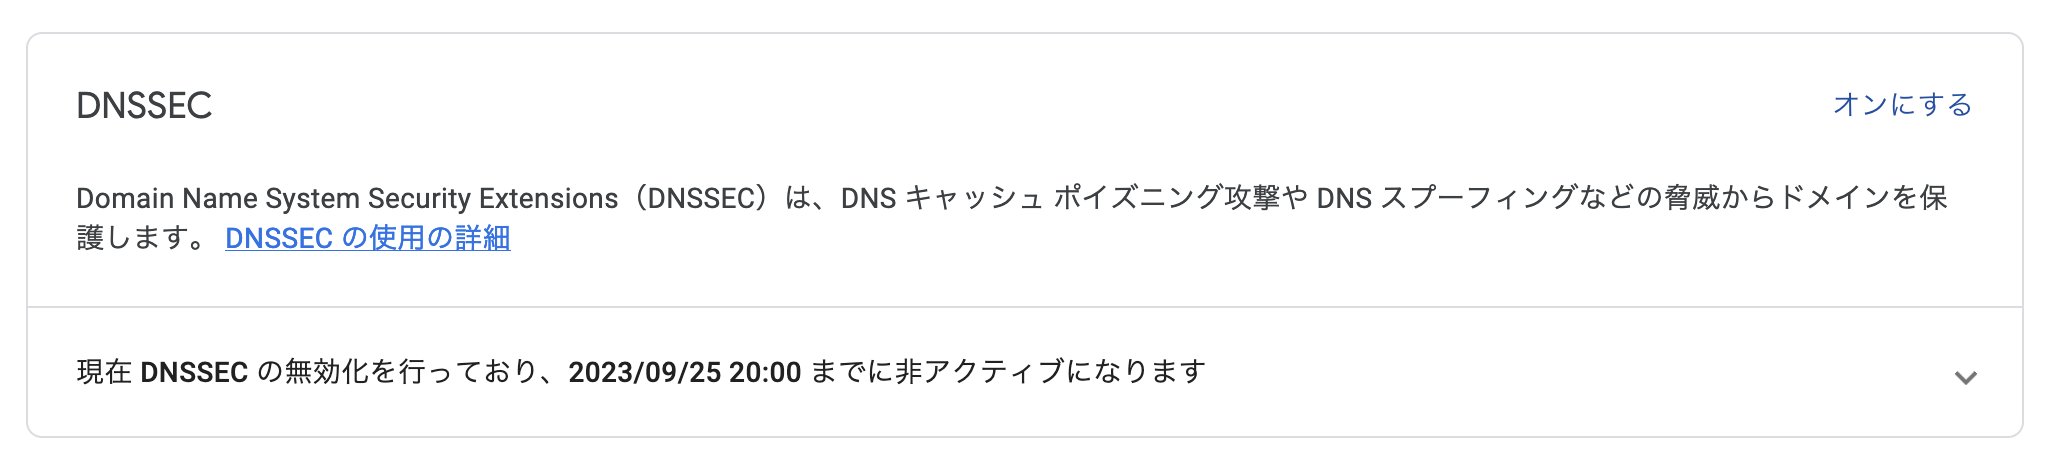 DNSSEC
オンにする
Domain Name System Security Extensions（DNSSEC）は、DNS キャッシュ ポイズニング攻撃や DNS スプーフィングなどの脅威からドメインを保
護します。 DNSSEC の使用の詳細
現在 DNSSEC の無効化を行っており、2023/09/25 20:00 までに非アクティブになります